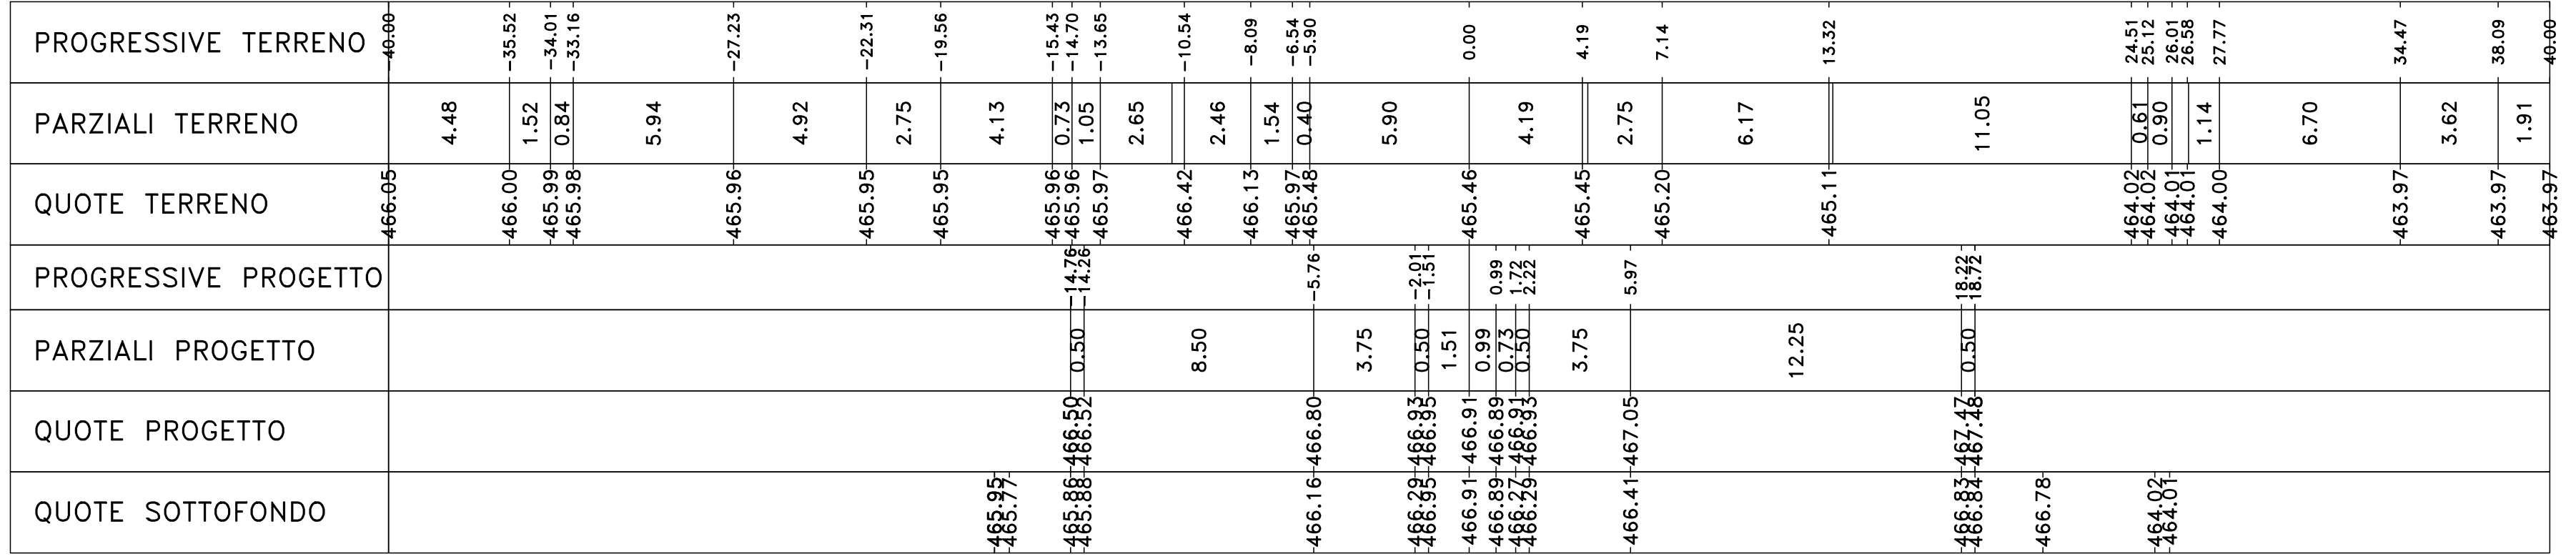 PROGRESSIVE TERRENO -40.00 -35.52 -34.01 -33.16 -27.23 -22.31 -19.56 -15.43 -14.70 -13.65 -10.54 -8.09 -6.54 -5.90 0.00 4.19 7.14 13.32 24.51 25.12 26.01 26.58 27.77 34.47 38.09 40.00
PARZIALI TERRENO 4.48 1.52 0.84 5.94 4.92 2.75 4.13 0.73 1.05 2.65 2.46 1.54 0.40 5.90 4.19 2.75 6.17 11.05 0.61 0.90 1.14 6.70 3.62 1.91
QUOTE TERRENO 466.05 466.00 465.99 465.98 465.96 465.95 465.95 465.96 465.96 465.97 466.42 466.13 465.97 465.48 465.46 465.45 465.20 465.11 464.02 464.02 464.01 464.01 464.00 463.97 463.97 463.97
PROGRESSIVE PROGETTO -14.76 -14.26 -5.76 -2.01 -1.51 0.99 1.72 2.22 5.97 18.22 18.72
PARZIALI PROGETTO 0.50 8.50 3.75 0.50 1.51 0.99 0.73 0.50 3.75 12.25 0.50
QUOTE PROGETTO 466.50 466.52 466.80 466.93 466.95 466.91 466.89 466.91 466.93 467.05 467.47 467.48
QUOTE SOTTOFONDO 465.95 465.77 465.86 465.88 466.16 466.29 466.95 466.91 466.89 466.27 466.29 466.41 466.83 466.84 466.78 464.02 464.01